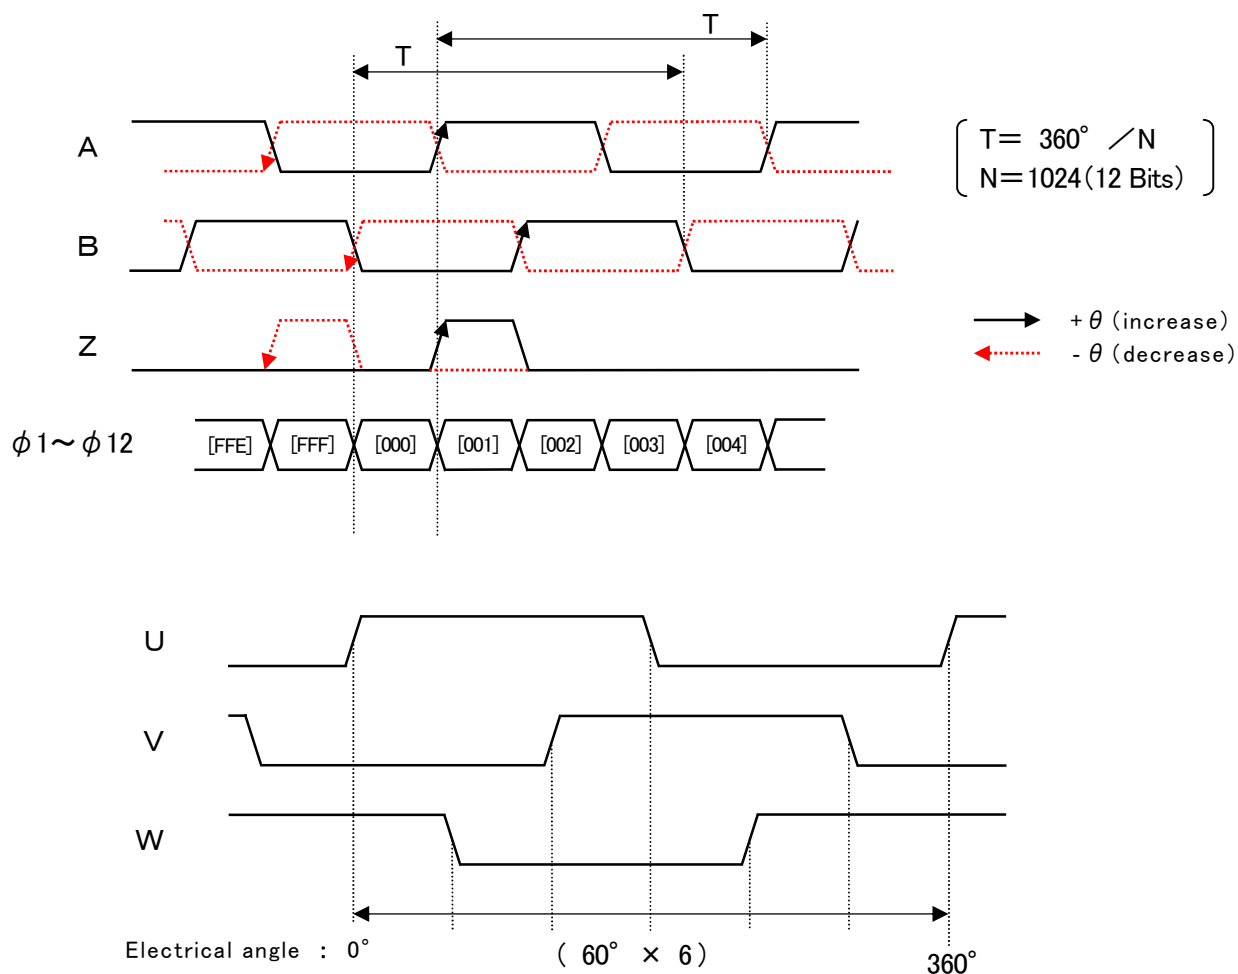 T
T
A
T= 360° /N
N=1024(12 Bits)
B
Z
+θ (increase)
-θ (decrease)
φ1~φ12
[FFE] [FFF] [000] [001] [002] [003] [004]
U
V
W
Electrical angle : 0°
( 60° × 6)
360°